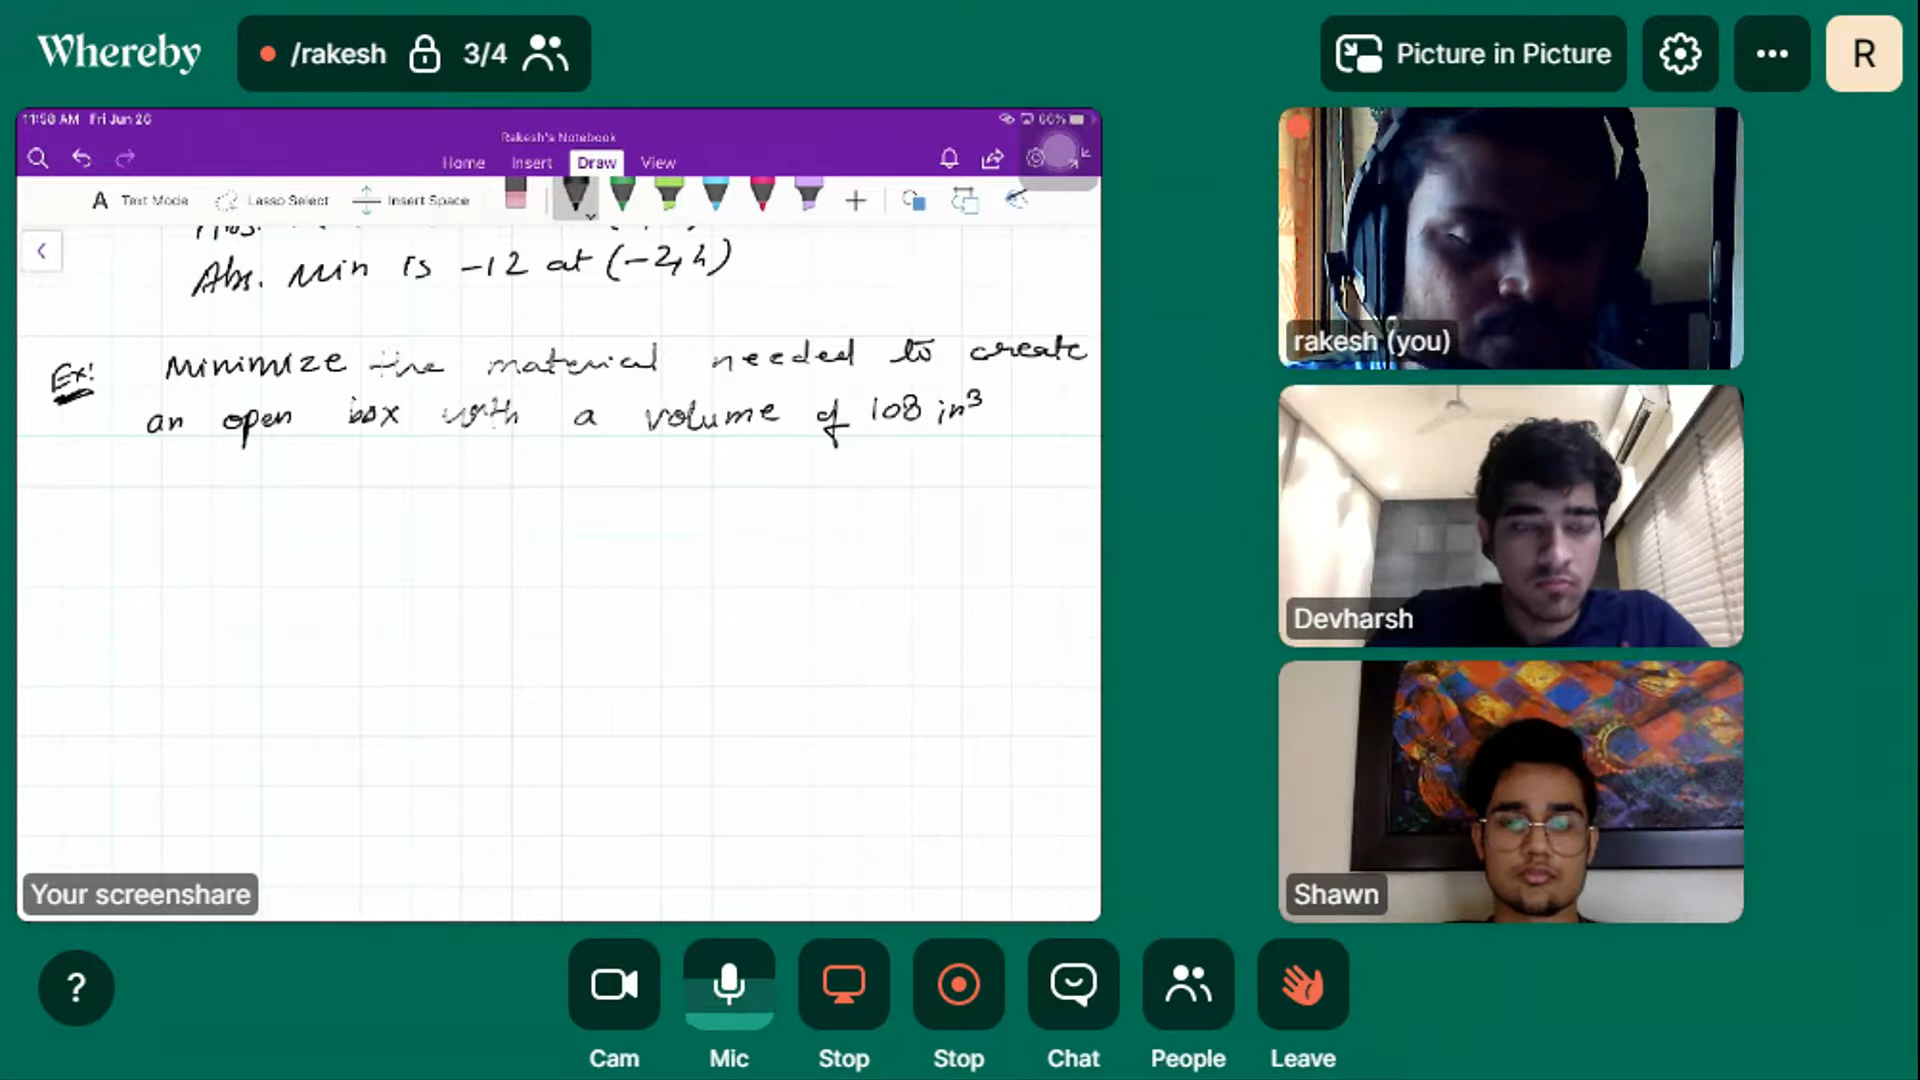 Whereby
/rakesh 3/4
Picture in Picture
R
11:58 AM Fri Jun 26
66%
Rakesh's Notebook
Home Insert Draw View
A Text Mode Lasso Select Insert Space
Abs. Min is -12 at (-2, 2)
Ex: Minimize the material needed to create
an open box with a volume of 108 in³
Your screenshare
rakesh (you)
Devharsh
Shawn
?
Cam Mic Stop Stop Chat People Leave